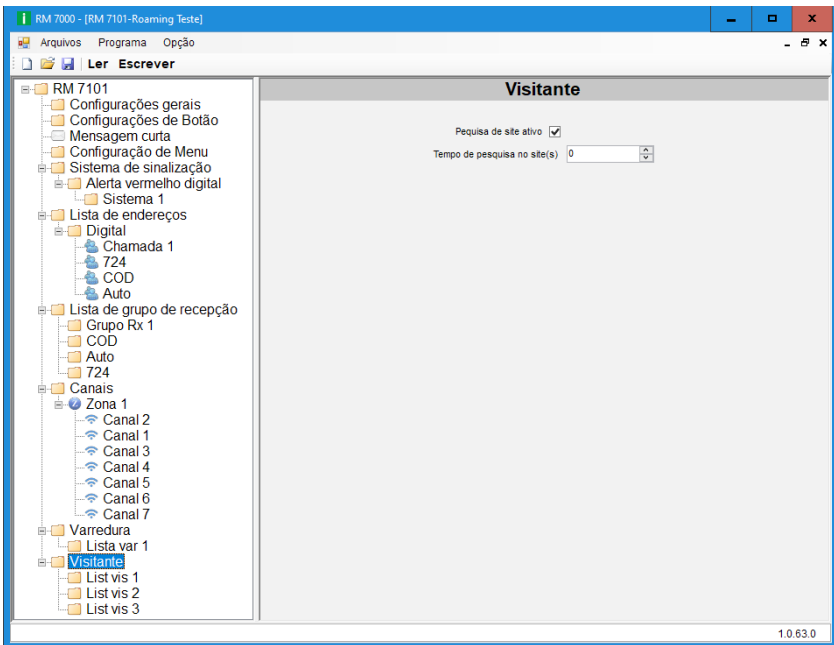 RM 7000 - [RM 7101-Roaming Teste]
Arquivos Programa Opção
Ler Escrever
RM 7101
Configurações gerais
Configurações de Botão
Mensagem curta
Configuração de Menu
Sistema de sinalização
Alerta vermelho digital
Sistema 1
Lista de endereços
Digital
Chamada 1
724
COD
Auto
Lista de grupo de recepção
Grupo Rx 1
COD
Auto
724
Canais
Zona 1
Canal 2
Canal 1
Canal 3
Canal 4
Canal 5
Canal 6
Canal 7
Varredura
Lista var 1
Visitante
List vis 1
List vis 2
List vis 3
Visitante
Pequisa de site ativo
Tempo de pesquisa no site(s) 0
1.0.63.0